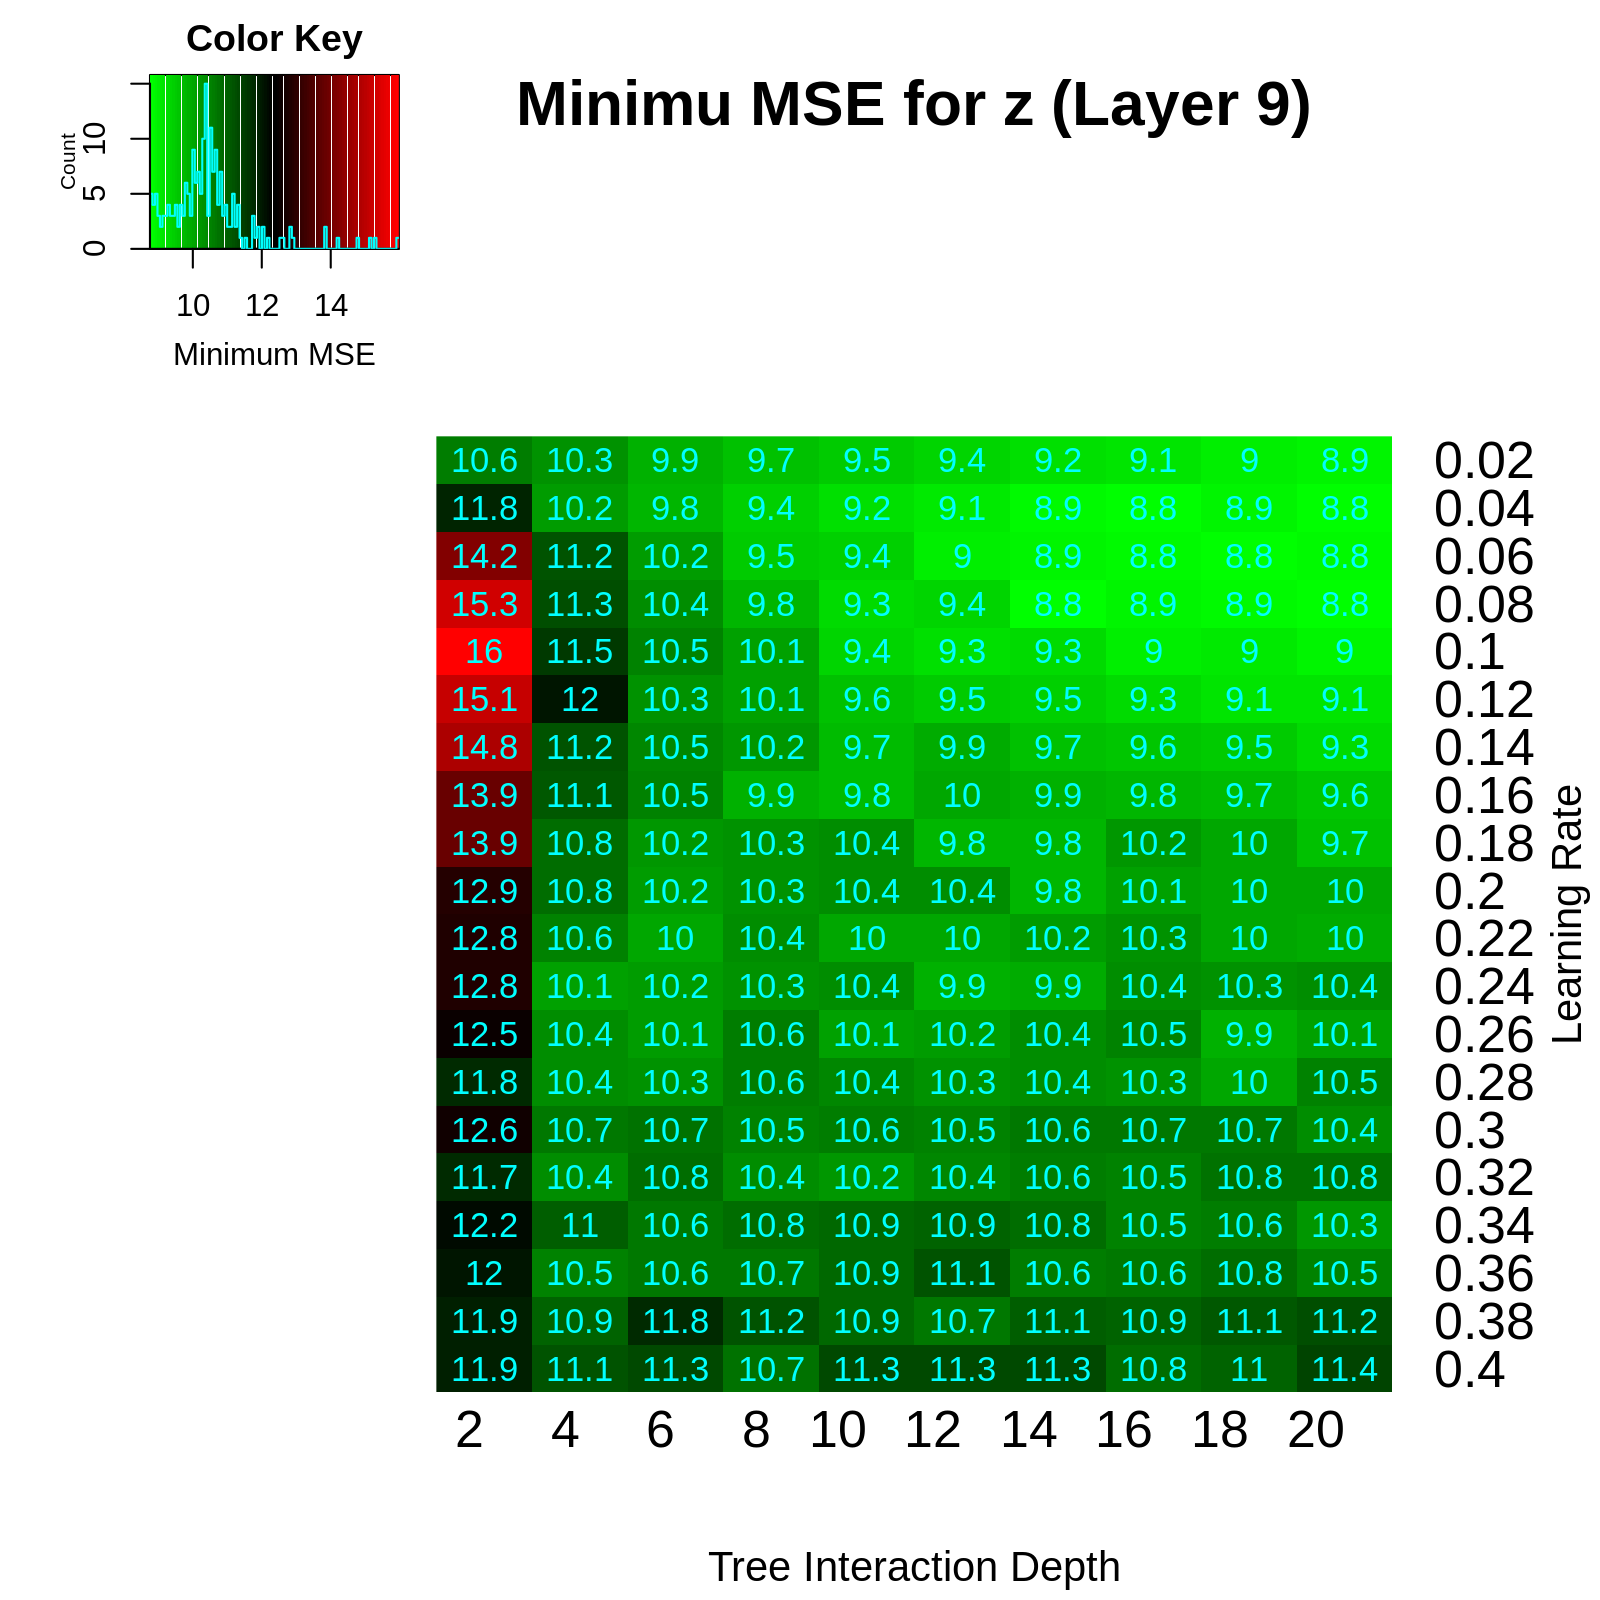 Color Key
Count
0 5 10
10 12 14
Minimum MSE
Minimu MSE for z (Layer 9)
10.6 10.3 9.9 9.7 9.5 9.4 9.2 9.1 9 8.9 0.02
11.8 10.2 9.8 9.4 9.2 9.1 8.9 8.8 8.9 8.8 0.04
14.2 11.2 10.2 9.5 9.4 9 8.9 8.8 8.8 8.8 0.06
15.3 11.3 10.4 9.8 9.3 9.4 8.8 8.9 8.9 8.8 0.08
16 11.5 10.5 10.1 9.4 9.3 9.3 9 9 9 0.1
15.1 12 10.3 10.1 9.6 9.5 9.5 9.3 9.1 9.1 0.12
14.8 11.2 10.5 10.2 9.7 9.9 9.7 9.6 9.5 9.3 0.14
13.9 11.1 10.5 9.9 9.8 10 9.9 9.8 9.7 9.6 0.16
13.9 10.8 10.2 10.3 10.4 9.8 9.8 10.2 10 9.7 0.18
12.9 10.8 10.2 10.3 10.4 10.4 9.8 10.1 10 10 0.2
12.8 10.6 10 10.4 10 10 10.2 10.3 10 10 0.22
12.8 10.1 10.2 10.3 10.4 9.9 9.9 10.4 10.3 10.4 0.24
12.5 10.4 10.1 10.6 10.1 10.2 10.4 10.5 9.9 10.1 0.26
11.8 10.4 10.3 10.6 10.4 10.3 10.4 10.3 10 10.5 0.28
12.6 10.7 10.7 10.5 10.6 10.5 10.6 10.7 10.7 10.4 0.3
11.7 10.4 10.8 10.4 10.2 10.4 10.6 10.5 10.8 10.8 0.32
12.2 11 10.6 10.8 10.9 10.9 10.8 10.5 10.6 10.3 0.34
12 10.5 10.6 10.7 10.9 11.1 10.6 10.6 10.8 10.5 0.36
11.9 10.9 11.8 11.2 10.9 10.7 11.1 10.9 11.1 11.2 0.38
11.9 11.1 11.3 10.7 11.3 11.3 11.3 10.8 11 11.4 0.4
Learning Rate
2 4 6 8 10 12 14 16 18 20
Tree Interaction Depth